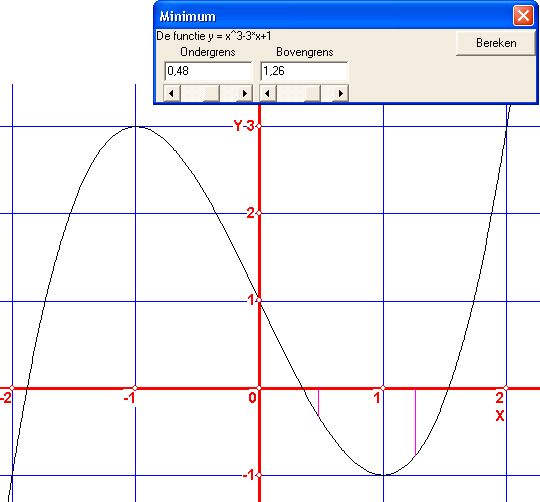 Minimum
De functie y = x^3-3*x+1
Ondergrens Bovengrens Bereken
0,48 1,26
Y 3
2
1
-2 -1 0 1 2
X
-1